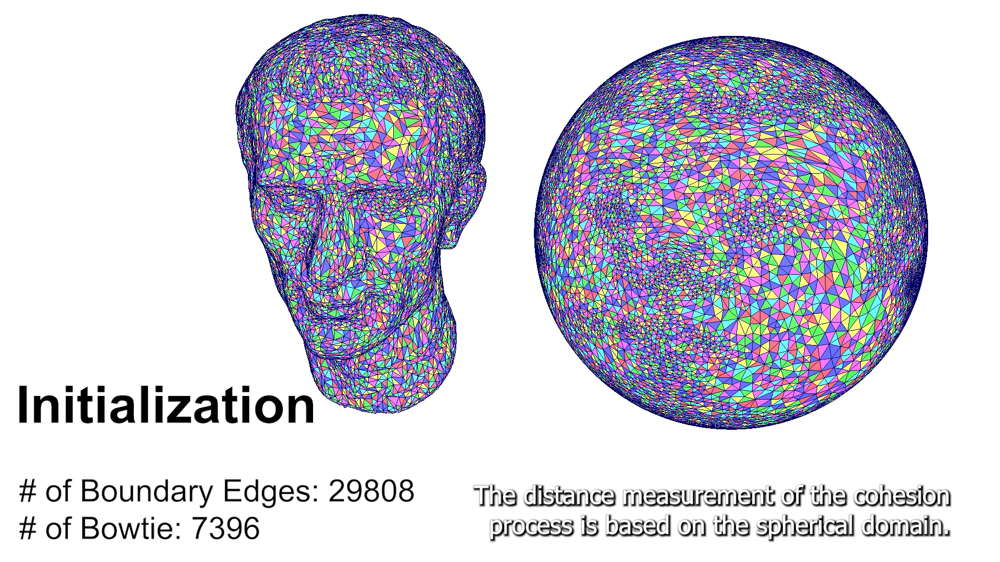 Initialization
# of Boundary Edges: 29808
# of Bowtie: 7396
The distance measurement of the cohesion
process is based on the spherical domain.